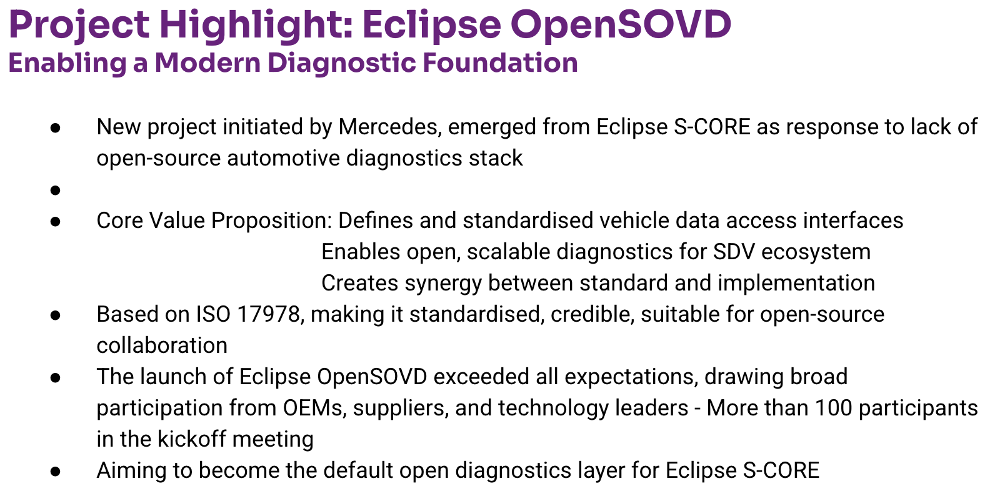 Project Highlight: Eclipse OpenSOVD
Enabling a Modern Diagnostic Foundation
● New project initiated by Mercedes, emerged from Eclipse S-CORE as response to lack of
open-source automotive diagnostics stack
●
● Core Value Proposition: Defines and standardised vehicle data access interfaces
Enables open, scalable diagnostics for SDV ecosystem
Creates synergy between standard and implementation
● Based on ISO 17978, making it standardised, credible, suitable for open-source
collaboration
● The launch of Eclipse OpenSOVD exceeded all expectations, drawing broad
participation from OEMs, suppliers, and technology leaders - More than 100 participants
in the kickoff meeting
● Aiming to become the default open diagnostics layer for Eclipse S-CORE